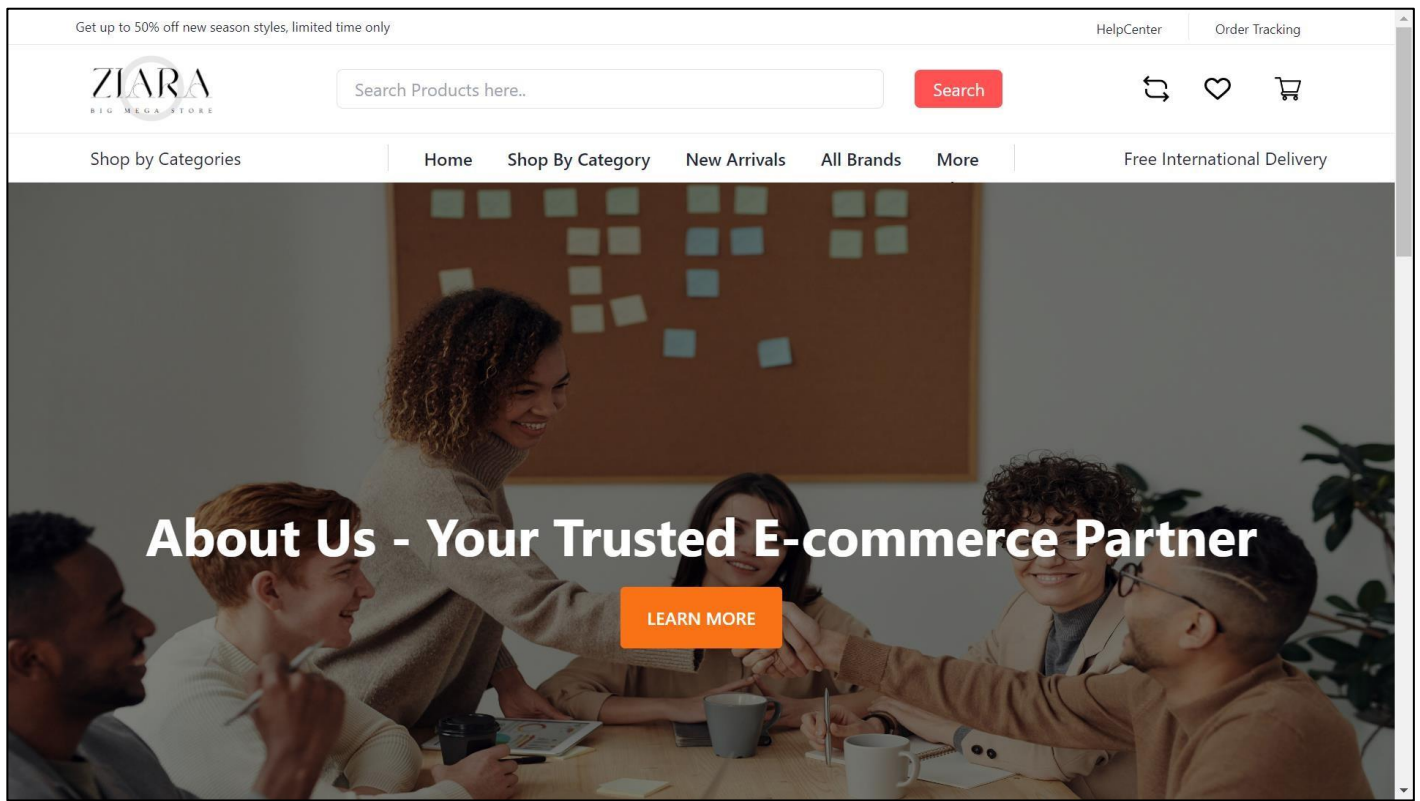 Get up to 50% off new season styles, limited time only HelpCenter Order Tracking
ZIARA
BIG MEGA STORE
Search Products here.. Search
Shop by Categories Home Shop By Category New Arrivals All Brands More Free International Delivery
About Us - Your Trusted E-commerce Partner
LEARN MORE